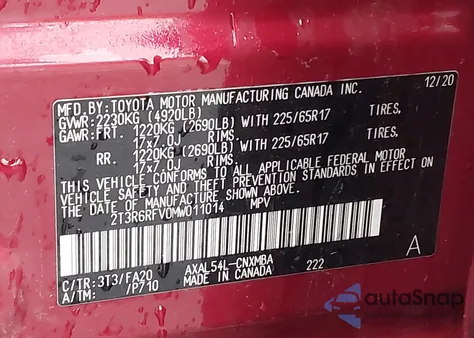 MFD.BY:TOYOTA MOTOR MANUFACTURING CANADA INC. 12/20
GVWR:2230KG (4920LB)
GAWR:FRT. 1220KG (2690LB) WITH 225/65R17 TIRES,
17x7.0J RIMS.
RR. 1220KG (2690LB) WITH 225/65R17 TIRES,
17x7.0J RIMS.
THIS VEHICLE CONFORMS TO ALL APPLICABLE FEDERAL MOTOR
VEHICLE SAFETY AND THEFT PREVENTION STANDARDS IN EFFECT ON
THE DATE OF MANUFACTURE SHOWN ABOVE.
2T3R6RFV0MW011014 MPV
C/TR:3T3/FA20 AXAL54L-CNXMBA A
A/TM: /P710 MADE IN CANADA 222
autoSnap